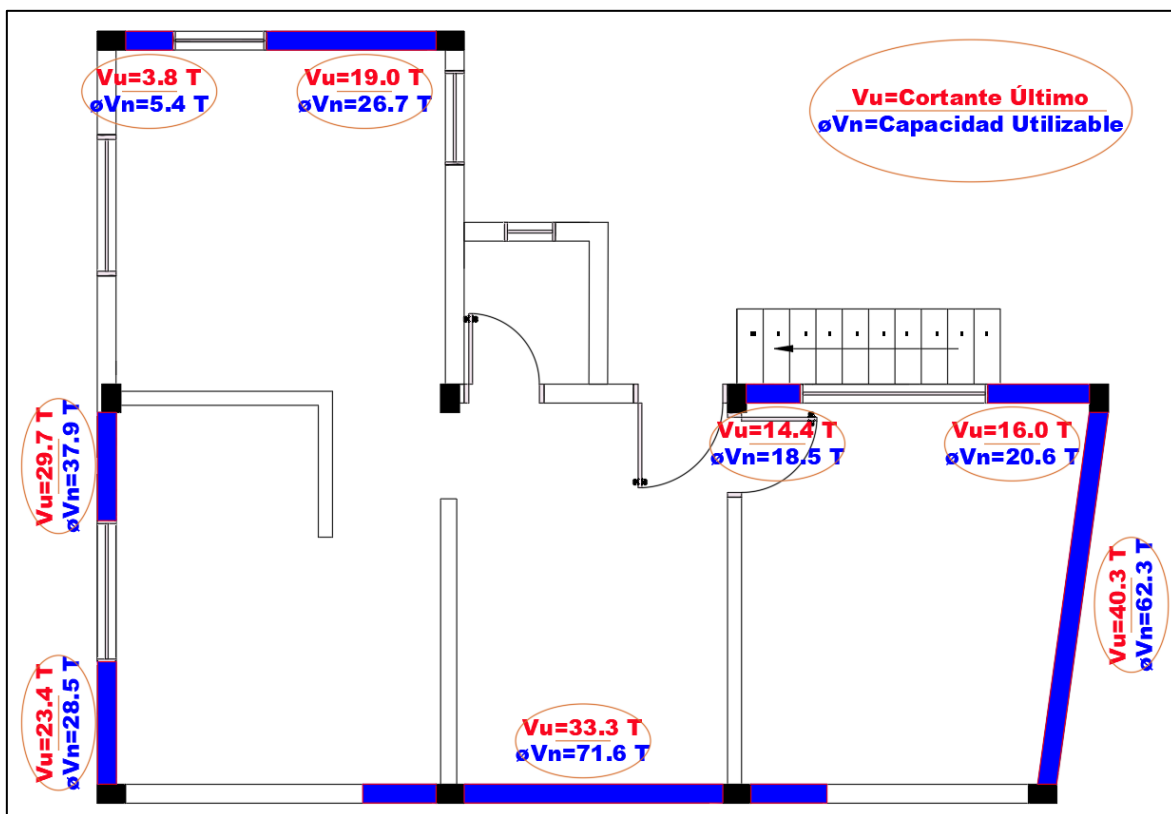 Vu=3.8 T
øVn=5.4 T
Vu=19.0 T
øVn=26.7 T
Vu=Cortante Último
øVn=Capacidad Utilizable
Vu=29.7 T
øVn=37.9 T
Vu=14.4 T
øVn=18.5 T
Vu=16.0 T
øVn=20.6 T
Vu=40.3 T
øVn=62.3 T
Vu=23.4 T
øVn=28.5 T
Vu=33.3 T
øVn=71.6 T